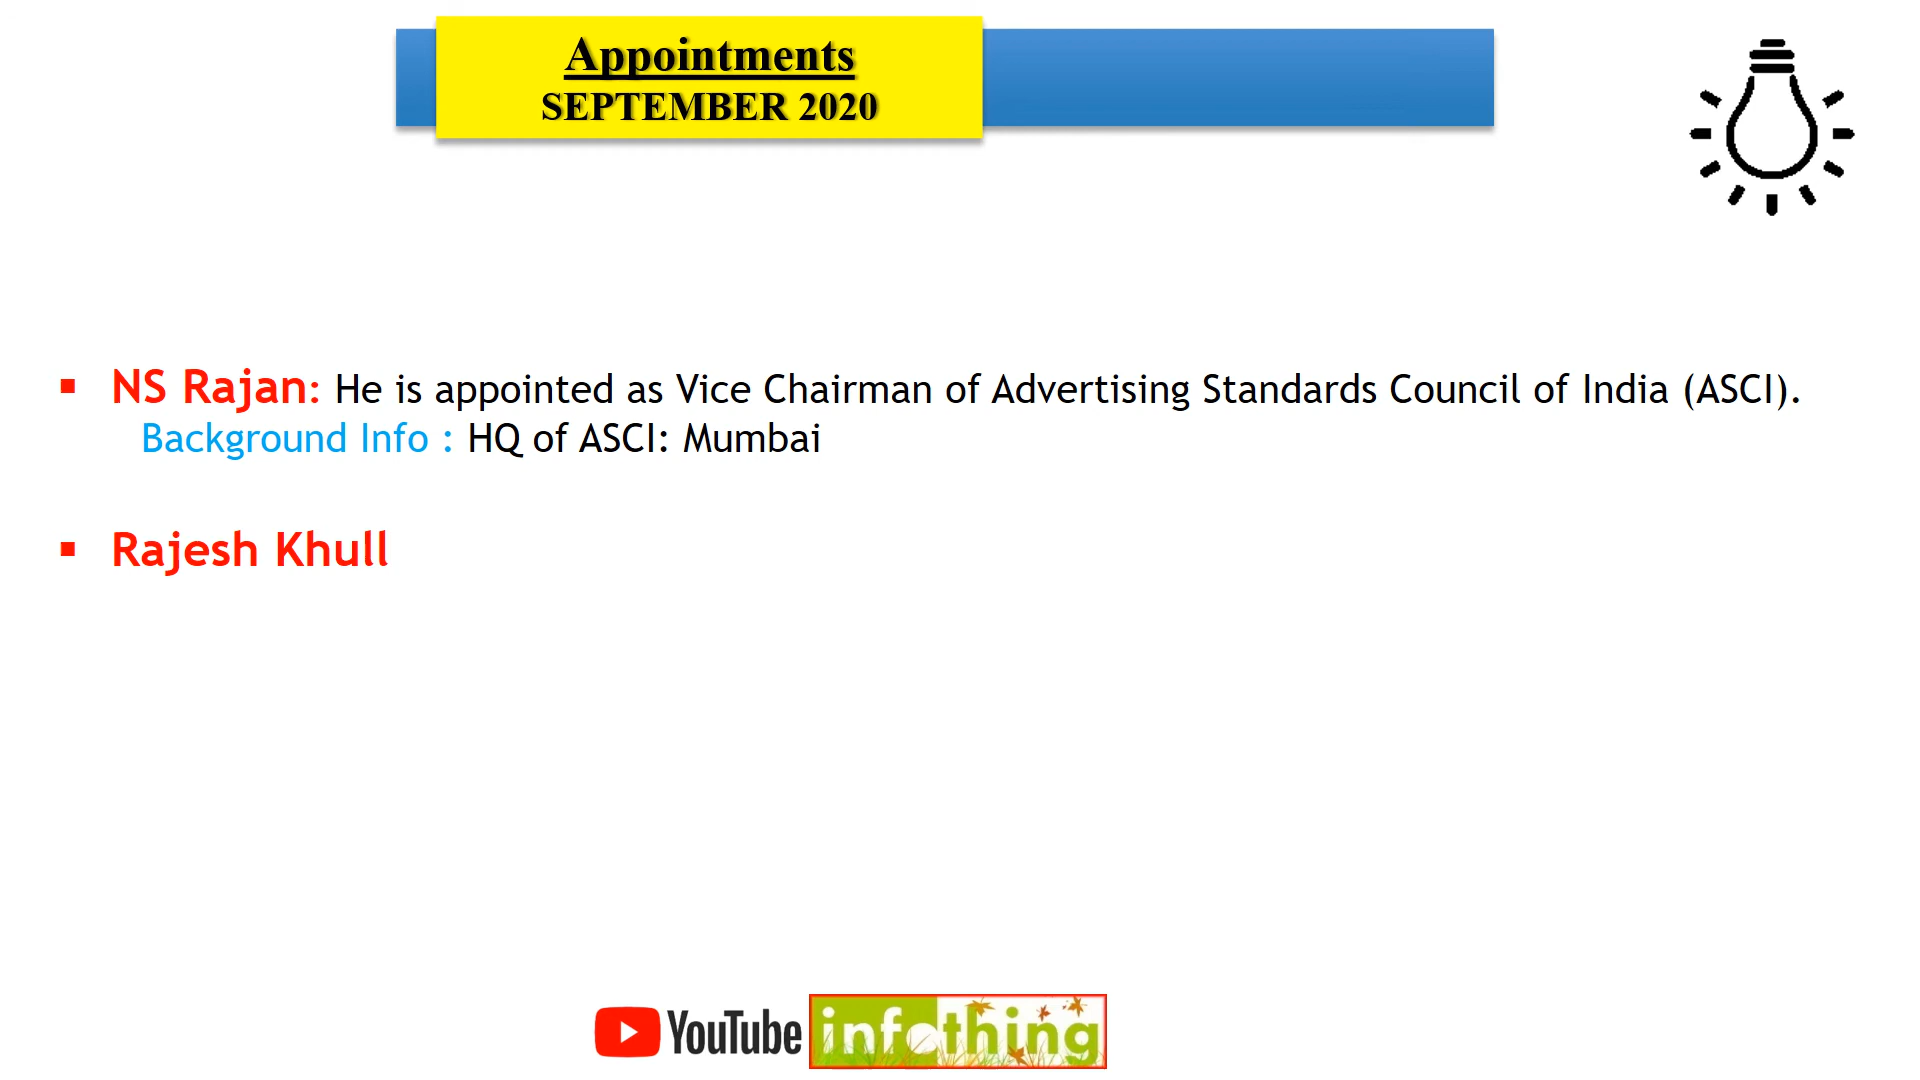 Appointments
SEPTEMBER 2020
▪ NS Rajan: He is appointed as Vice Chairman of Advertising Standards Council of India (ASCI).
Background Info : HQ of ASCI: Mumbai
▪ Rajesh Khull
YouTube infothing